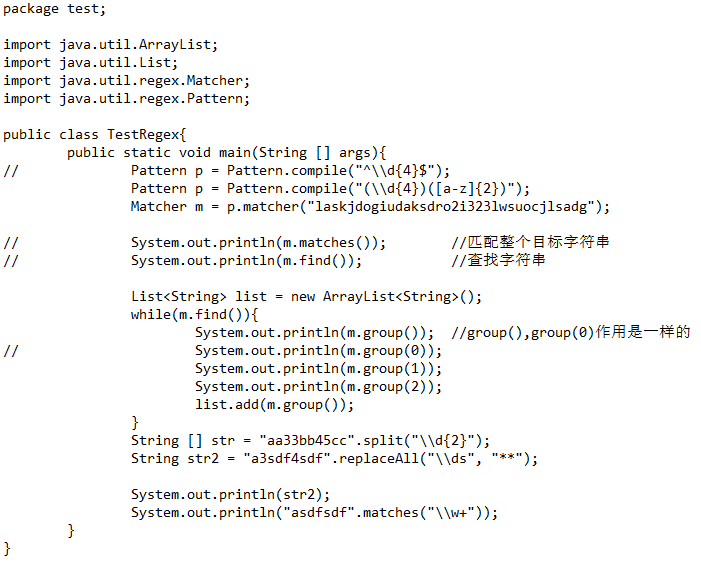 package test;

import java.util.ArrayList;
import java.util.List;
import java.util.regex.Matcher;
import java.util.regex.Pattern;

public class TestRegex{
        public static void main(String [] args){
//              Pattern p = Pattern.compile("^\\d{4}$");
                Pattern p = Pattern.compile("(\\d{4})([a-z]{2})");
                Matcher m = p.matcher("laskjdogiudaksdro2i323lwsuocjlsadg");

//              System.out.println(m.matches());        //匹配整个目标字符串
//              System.out.println(m.find());           //查找字符串

                List<String> list = new ArrayList<String>();
                while(m.find()){
                        System.out.println(m.group());  //group(),group(0)作用是一样的
//                      System.out.println(m.group(0));
                        System.out.println(m.group(1));
                        System.out.println(m.group(2));
                        list.add(m.group());
                }
                String [] str = "aa33bb45cc".split("\\d{2}");
                String str2 = "a3sdf4sdf".replaceAll("\\ds", "**");

                System.out.println(str2);
                System.out.println("asdfsdf".matches("\\w+"));
        }
}